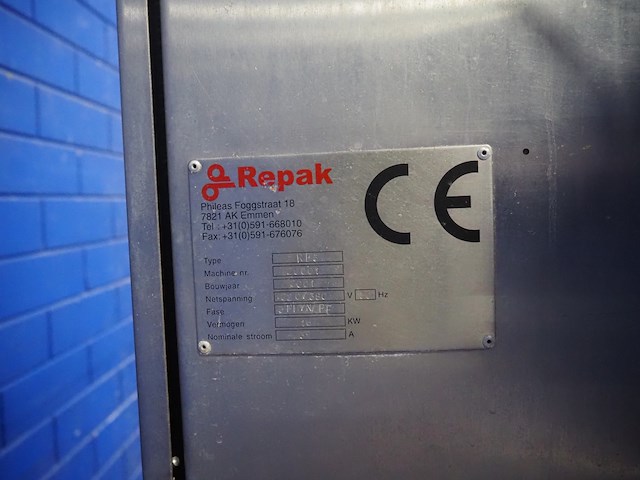 Repak
CE
Phileas Foggstraat 18
7821 AK Emmen
Tel.: +31(0)591-668010
Fax: +31(0)591-676076
Type
Machine nr.
Bouwjaar
Netspanning V Hz
Fase
Vermogen KW
Nominale stroom A